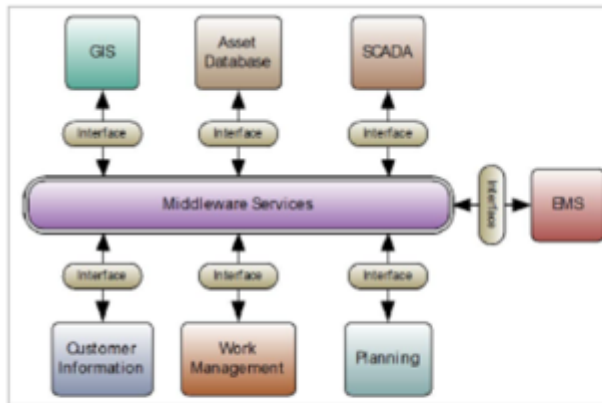 GIS
Asset
Database
SCADA
Interface
Interface
Interface
Middleware Services
Interface
EMS
Interface
Interface
Interface
Customer
Information
Work
Management
Planning